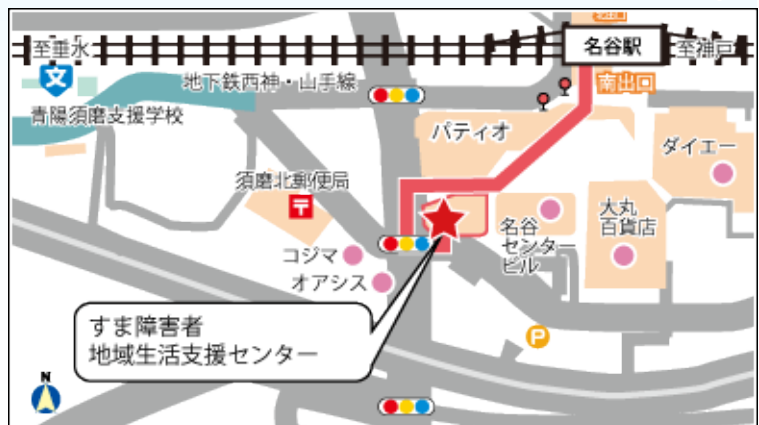 至垂水
名谷駅
至神戸
地下鉄西神・山手線
南出口
青陽須磨支援学校
パティオ
ダイエー
須磨北郵便局
大丸
百貨店
名谷
センター
ビル
コジマ
オアシス
すま障害者
地域生活支援センター
P
N
文